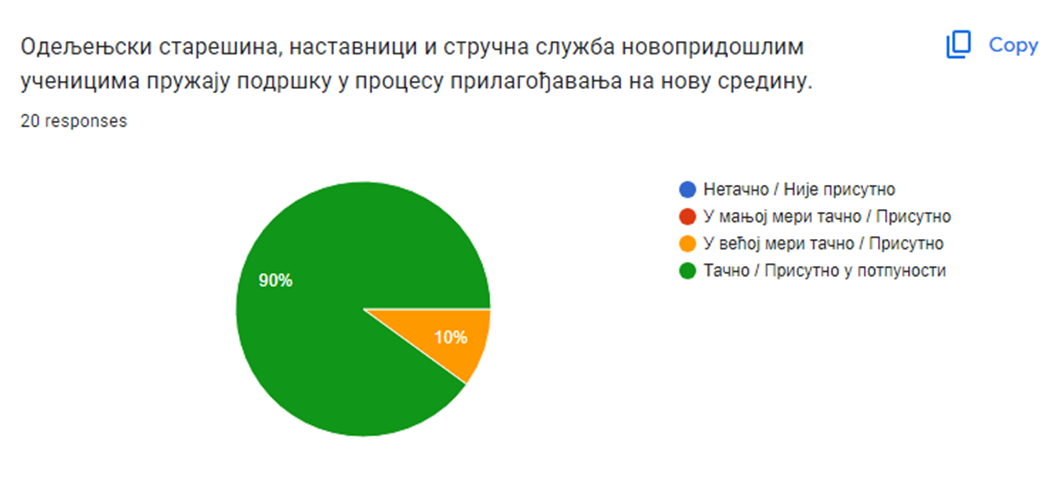 Одељењски старешина, наставници и стручна служба новопридошлим
ученицима пружају подршку у процесу прилагођавања на нову средину.
Copy
20 responses
Нетачно / Није присутно
У мањој мери тачно / Присутно
У већој мери тачно / Присутно
Тачно / Присутно у потпуности
90%
10%